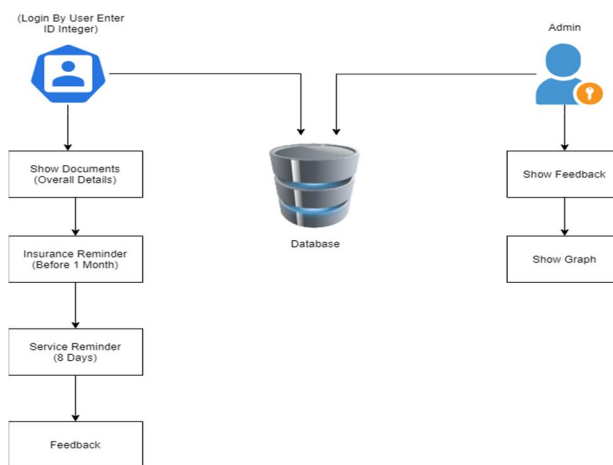 (Login By User Enter
ID Integer)
Admin
Show Documents
(Overall Details)
Show Feedback
Database
Insurance Reminder
(Before 1 Month)
Show Graph
Service Reminder
(8 Days)
Feedback